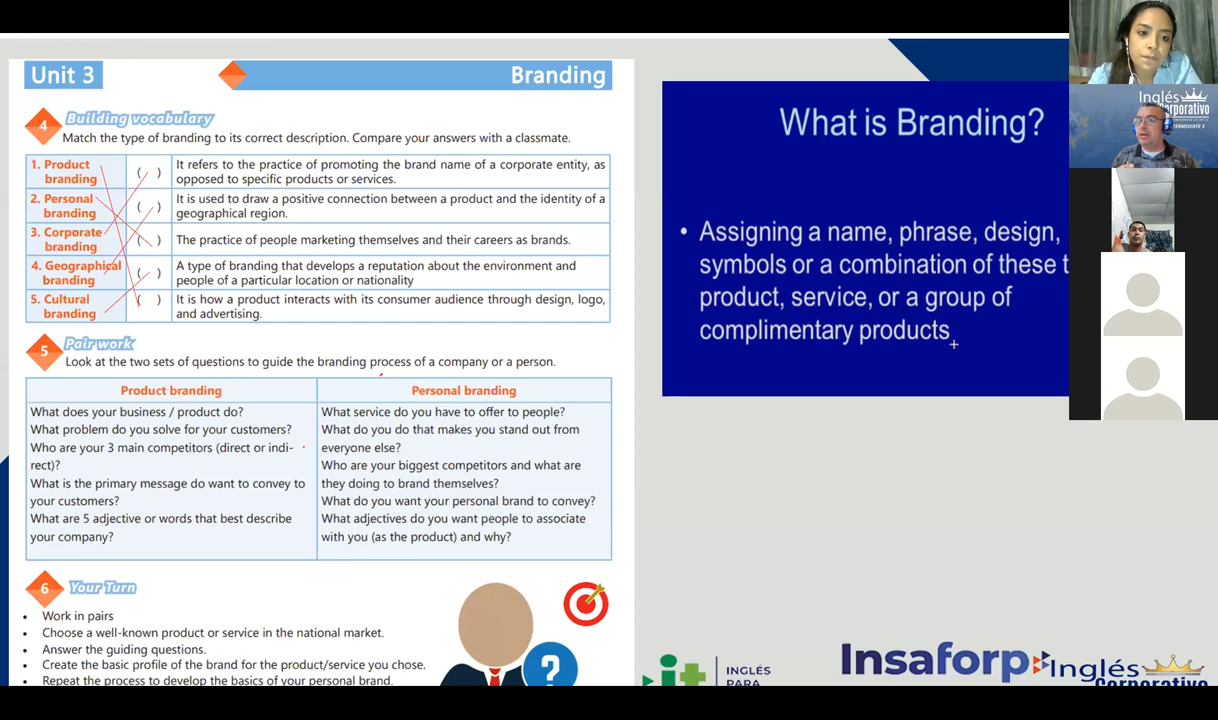 Unit 3
Branding
4
Building vocabulary
Match the type of branding to its correct description. Compare your answers with a classmate.
1. Product
branding
( )
It refers to the practice of promoting the brand name of a corporate entity, as
opposed to specific products or services.
2. Personal
branding
( )
It is used to draw a positive connection between a product and the identity of a
geographical region.
3. Corporate
branding
( )
The practice of people marketing themselves and their careers as brands.
4. Geographical
branding
( )
A type of branding that develops a reputation about the environment and
people of a particular location or nationality
5. Cultural
branding
( )
It is how a product interacts with its consumer audience through design, logo,
and advertising.
5
Pair work
Look at the two sets of questions to guide the branding process of a company or a person.
Product branding
What does your business / product do?
What problem do you solve for your customers?
Who are your 3 main competitors (direct or indi-
rect)?
What is the primary message do want to convey to
your customers?
What are 5 adjective or words that best describe
your company?
Personal branding
What service do you have to offer to people?
What do you do that makes you stand out from
everyone else?
Who are your biggest competitors and what are
they doing to brand themselves?
What do you want your personal brand to convey?
What adjectives do you want people to associate
with you (as the product) and why?
6
Your Turn
• Work in pairs
• Choose a well-known product or service in the national market.
• Answer the guiding questions.
• Create the basic profile of the brand for the product/service you chose.
• Repeat the process to develop the basics of your personal brand.
?
What is Branding?
• Assigning a name, phrase, design,
symbols or a combination of these t
product, service, or a group of
complimentary products
Inglés
Corporativo
INTERMEDIATE 3
it+
INGLÉS
PARA
Insaforp
Inglés
Corporativo